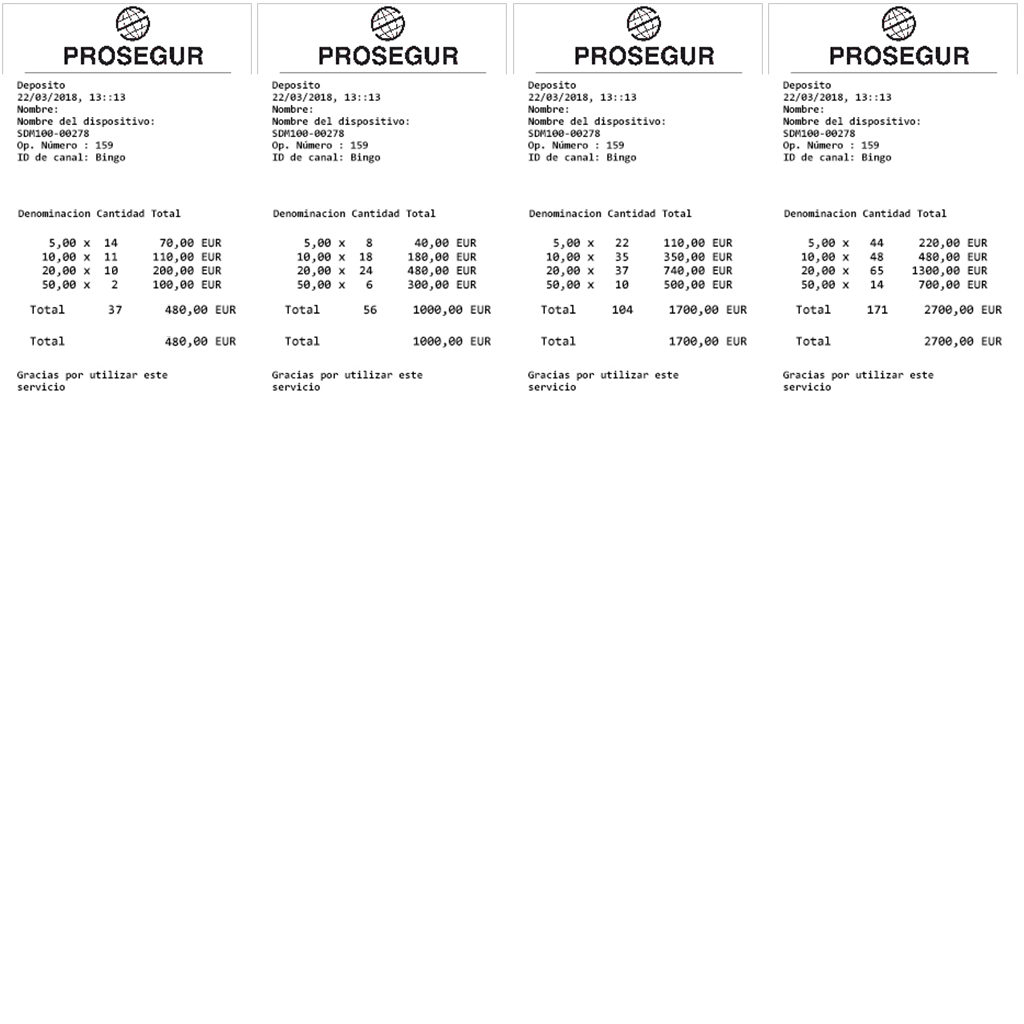 PROSEGUR
Deposito
22/03/2018, 13::13
Nombre:
Nombre del dispositivo:
SDM100-00278
Op. Número : 159
ID de canal: Bingo
Denominacion Cantidad Total
5,00 x 14 70,00 EUR
10,00 x 11 110,00 EUR
20,00 x 10 200,00 EUR
50,00 x 2 100,00 EUR
Total 37 480,00 EUR
Total 480,00 EUR
Gracias por utilizar este
servicio
PROSEGUR
Deposito
22/03/2018, 13::13
Nombre:
Nombre del dispositivo:
SDM100-00278
Op. Número : 159
ID de canal: Bingo
Denominacion Cantidad Total
5,00 x 8 40,00 EUR
10,00 x 18 180,00 EUR
20,00 x 24 480,00 EUR
50,00 x 6 300,00 EUR
Total 56 1000,00 EUR
Total 1000,00 EUR
Gracias por utilizar este
servicio
PROSEGUR
Deposito
22/03/2018, 13::13
Nombre:
Nombre del dispositivo:
SDM100-00278
Op. Número : 159
ID de canal: Bingo
Denominacion Cantidad Total
5,00 x 22 110,00 EUR
10,00 x 35 350,00 EUR
20,00 x 37 740,00 EUR
50,00 x 10 500,00 EUR
Total 104 1700,00 EUR
Total 1700,00 EUR
Gracias por utilizar este
servicio
PROSEGUR
Deposito
22/03/2018, 13::13
Nombre:
Nombre del dispositivo:
SDM100-00278
Op. Número : 159
ID de canal: Bingo
Denominacion Cantidad Total
5,00 x 44 220,00 EUR
10,00 x 48 480,00 EUR
20,00 x 65 1300,00 EUR
50,00 x 14 700,00 EUR
Total 171 2700,00 EUR
Total 2700,00 EUR
Gracias por utilizar este
servicio